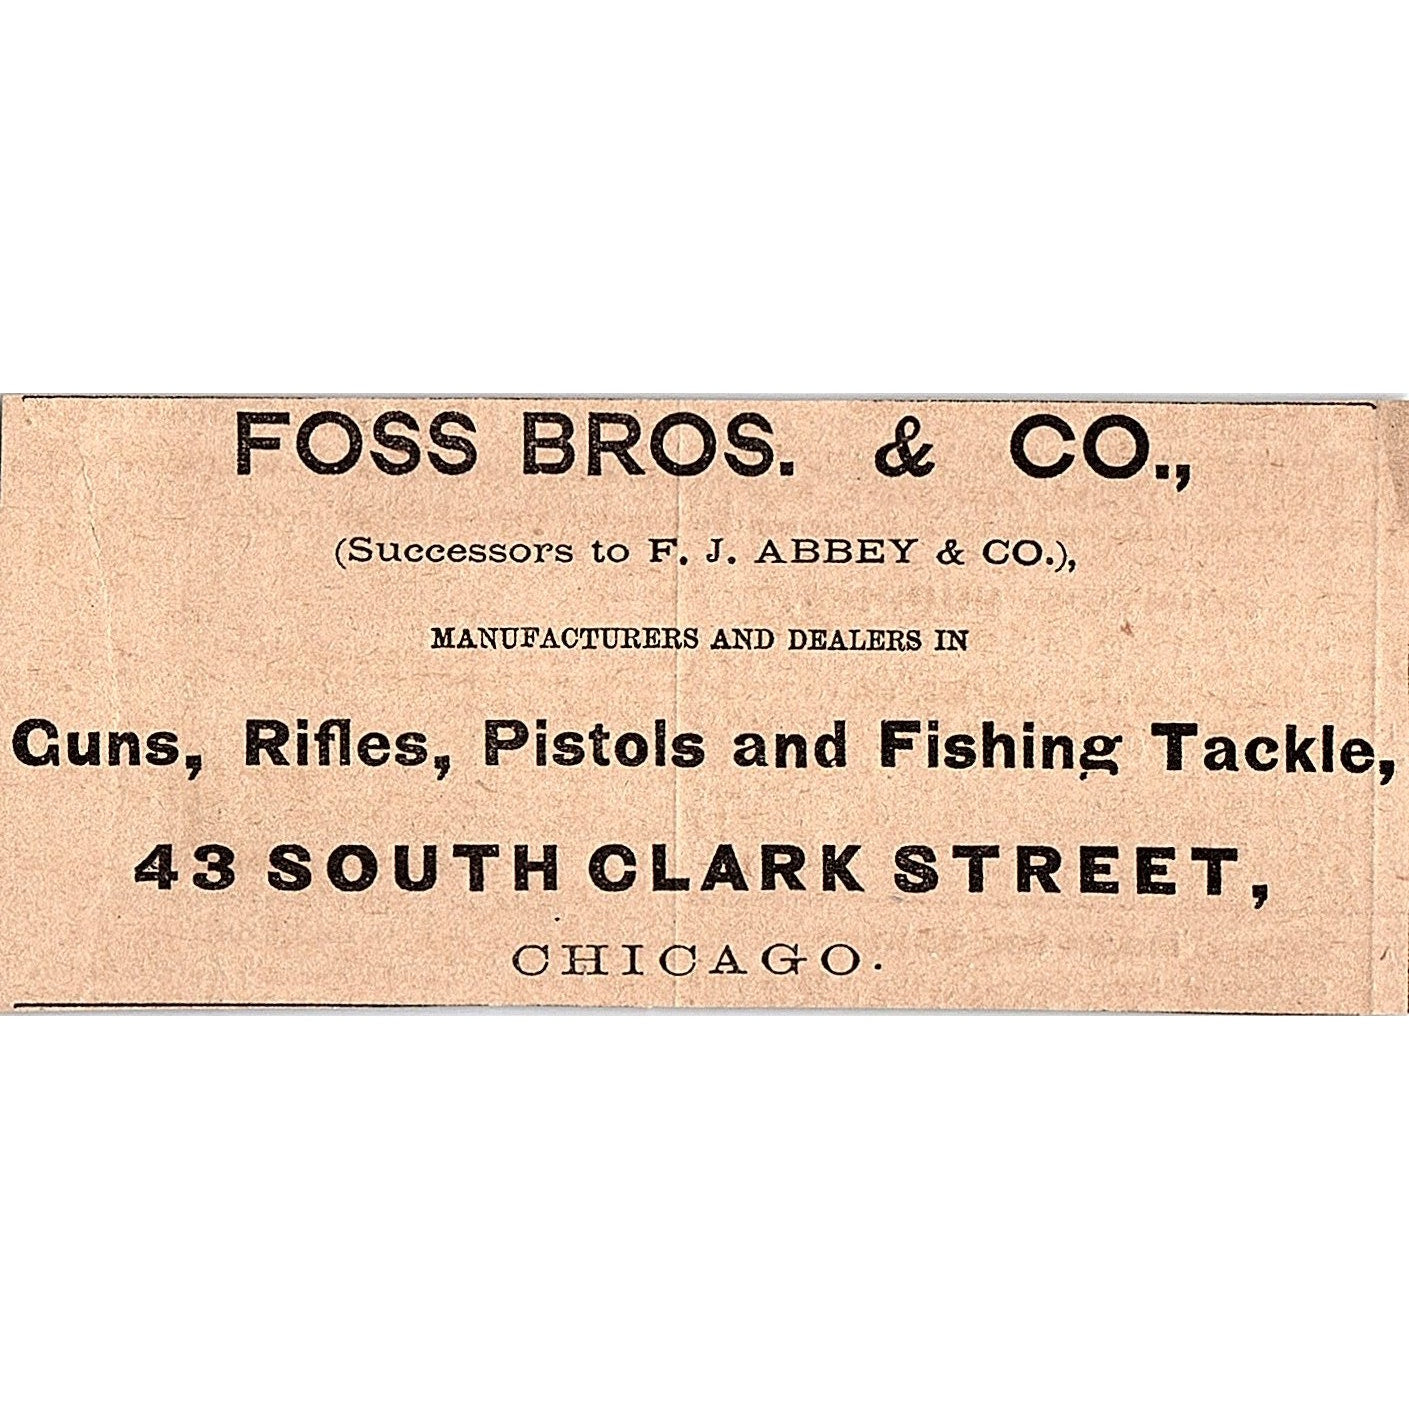 FOSS BROS. & CO.,
(Successors to F. J. ABBEY & CO.),
MANUFACTURERS AND DEALERS IN
Guns, Rifles, Pistols and Fishing Tackle,
43 SOUTH CLARK STREET,
CHICAGO.